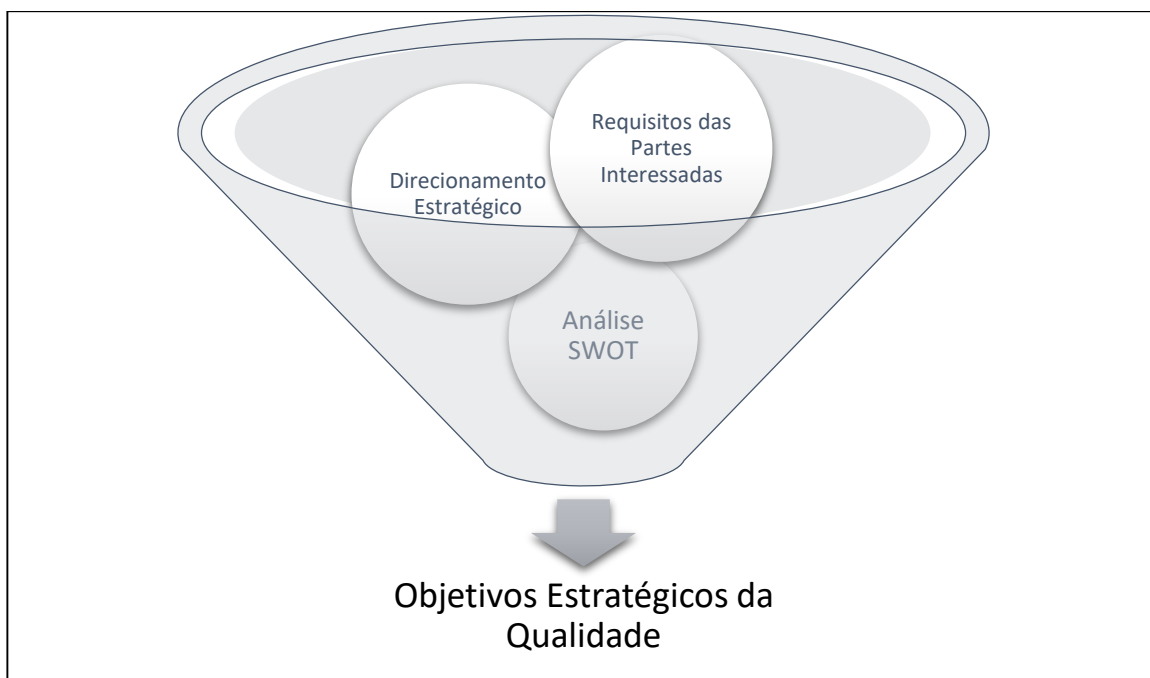 Requisitos das
Partes
Interessadas
Direcionamento
Estratégico
Análise
SWOT
Objetivos Estratégicos da
Qualidade